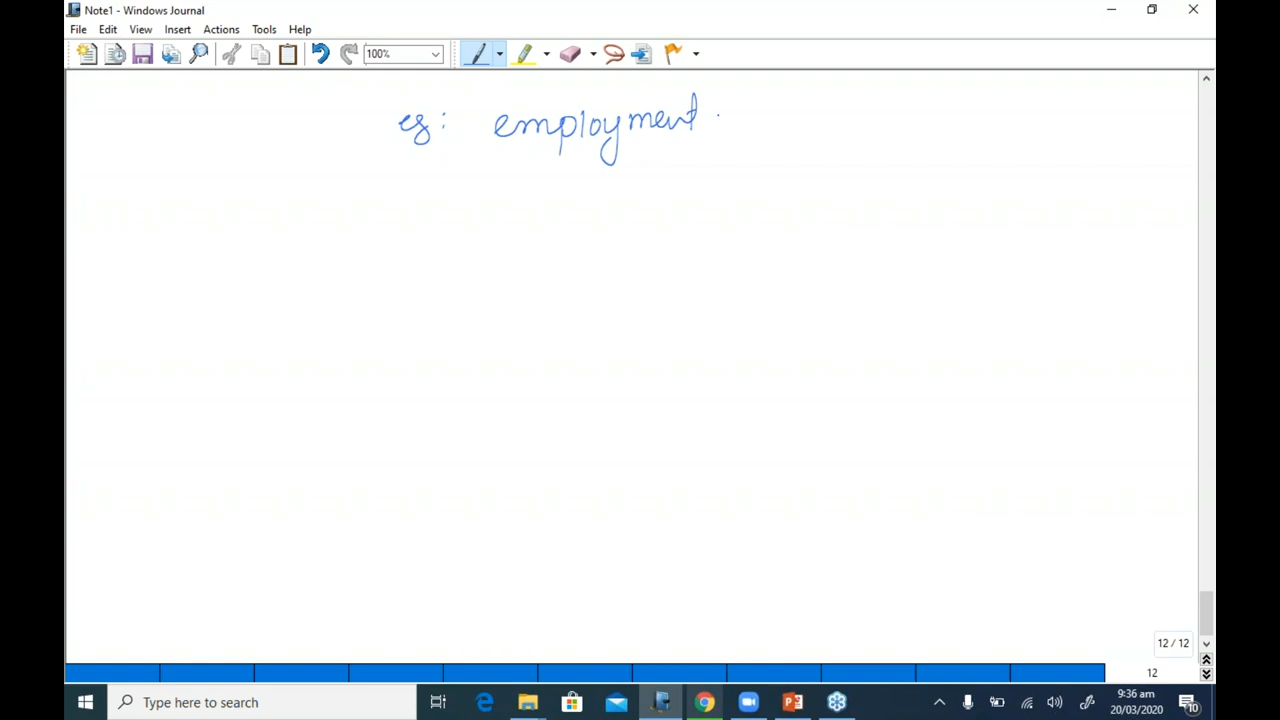 Note1 - Windows Journal
File Edit View Insert Actions Tools Help
100%
eg: employment.
12 / 12
12
Type here to search
9:36 am
20/03/2020
10